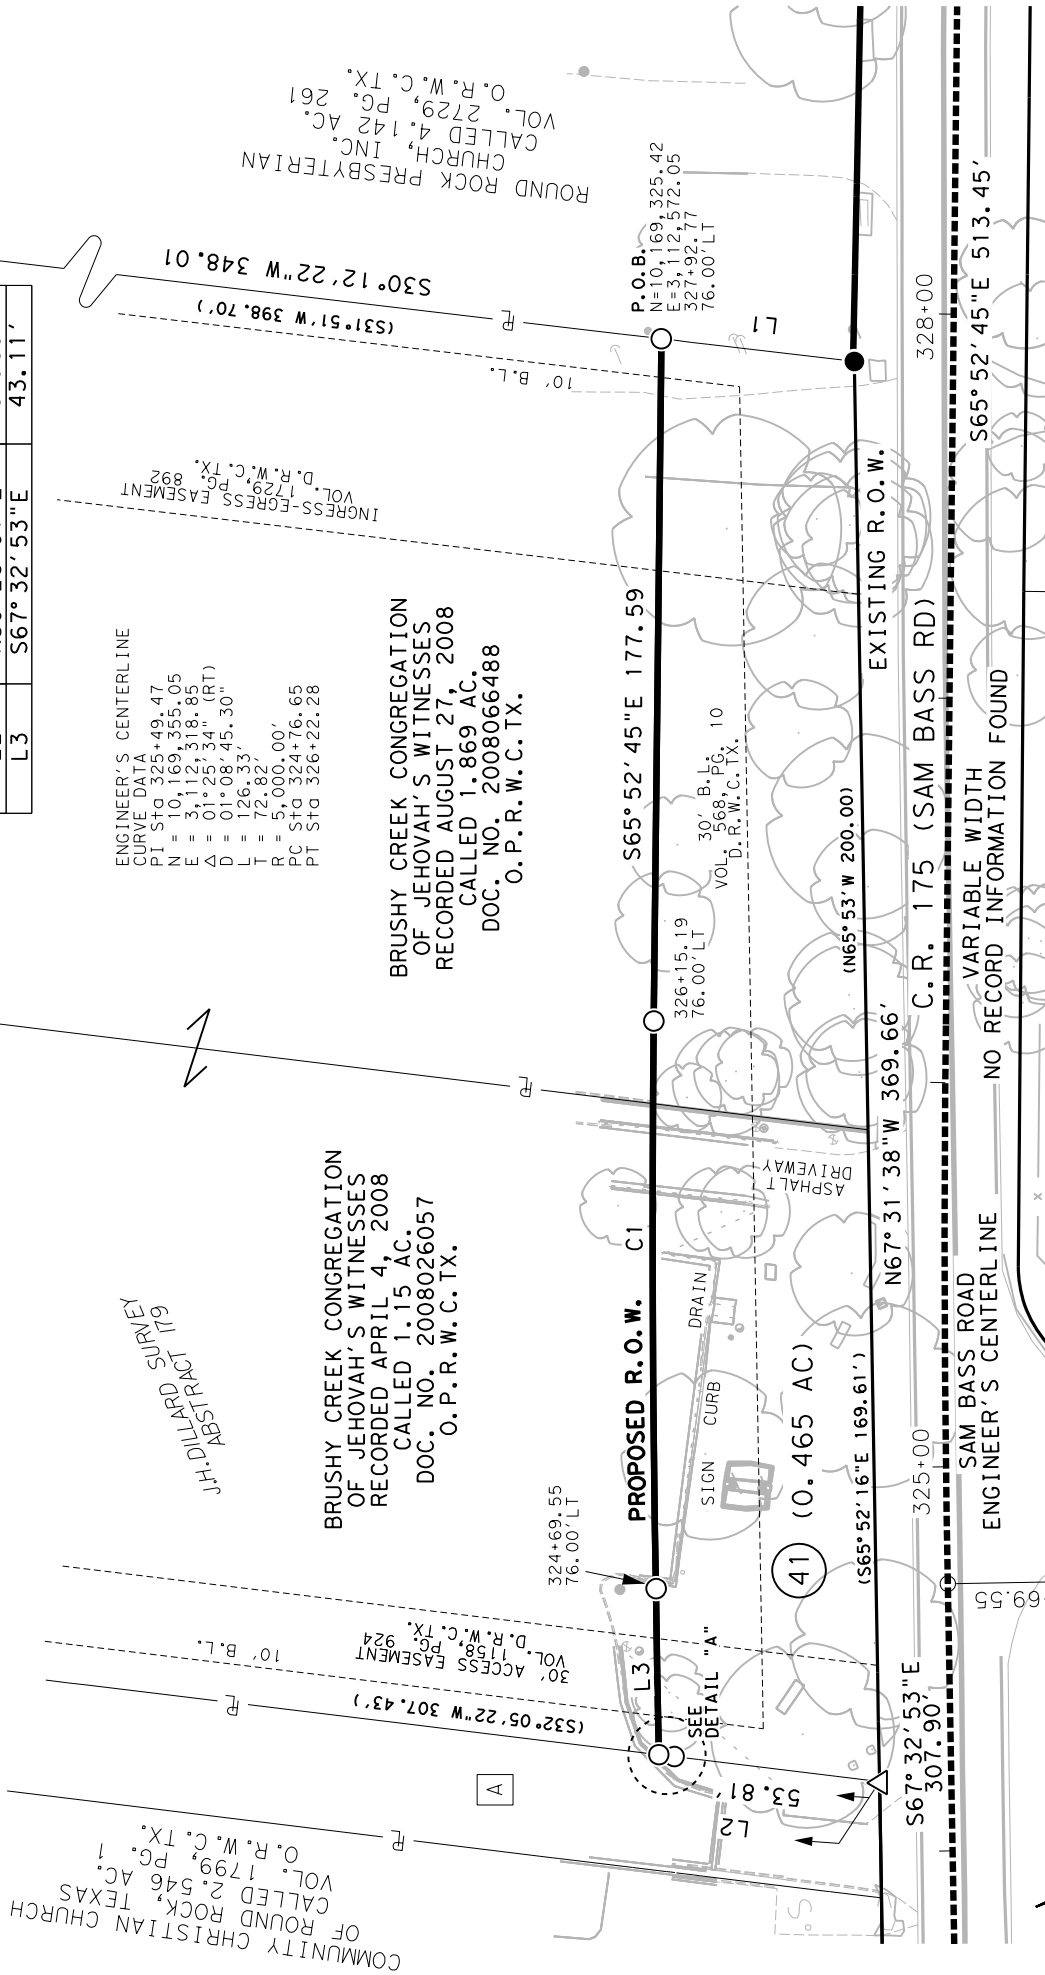 ROUND ROCK PRESBYTERIAN
CHURCH, INC.
CALLED 4.142 AC.
VOL. 2729, PG. 261
O.R.W.C.TX.
S30°12'22"W 348.01
(S31°51'W 398.70')
10' B.L.
P.O.B.
N=10,169,325.42
E=3,112,572.05
327+92.77
76.00'LT
L1
L3
S67°32'53"E
43.11'
INGRESS-EGRESS EASEMENT
VOL. 1729, PG. 892
D.R.W.C.TX.
ENGINEER'S CENTERLINE
CURVE DATA
PI Sta 325+49.47
N = 10,169,355.05
E = 3,112,318.85
Δ = 01°25'34" (RT)
D = 01°08'45.30"
L = 126.33'
T = 72.82'
R = 5,000.00'
PC Sta 324+76.65
PT Sta 326+22.28
BRUSHY CREEK CONGREGATION
OF JEHOVAH'S WITNESSES
RECORDED AUGUST 27, 2008
CALLED 1.869 AC.
DOC. NO. 2008066488
O.P.R.W.C.TX.
S65°52'45"E 177.59
326+15.19
76.00'LT
30' B.L.
VOL. 568, PG. 10
D.R.W.C.TX.
EXISTING R.O.W.
(N65°53'W 200.00)
N67°31'38"W 369.66'
328+00
S65°52'45"E 513.45'
C.R. 175 (SAM BASS RD)
VARIABLE WIDTH
NO RECORD INFORMATION FOUND
J.H. DILLARD SURVEY
ABSTRACT 179
BRUSHY CREEK CONGREGATION
OF JEHOVAH'S WITNESSES
RECORDED APRIL 4, 2008
CALLED 1.15 AC.
DOC. NO. 2008026057
O.P.R.W.C.TX.
PROPOSED R.O.W.
C1
ASPHALT
DRIVEWAY
DRAIN
CURB
SIGN
41
(0.465 AC)
(S65°52'16"E 169.61')
325+00
SAM BASS ROAD
ENGINEER'S CENTERLINE
324+69.55
76.00'LT
69.55
30' ACCESS EASEMENT
VOL. 1158, PG. 924
D.R.W.C.TX.
10' B.L.
(S32°05'22"W 307.43')
L3
SEE
DETAIL "A"
A
53.81'
L2
S67°32'53"E
307.90'
COMMUNITY CHRISTIAN CHURCH
OF ROUND ROCK, TEXAS
CALLED 2.546 AC.
VOL. 1799, PG. 1
O.R.W.C.TX.